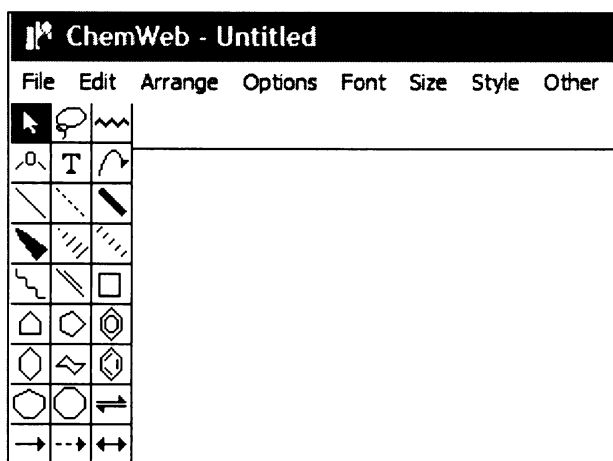 ChemWeb - Untitled
File Edit Arrange Options Font Size Style Other
O T